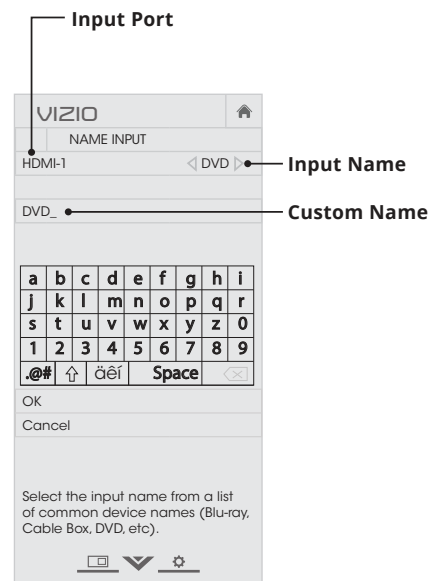 Input Port
VIZIO
NAME INPUT
HDMI-1 DVD
Input Name
DVD_
Custom Name
a b c d e f g h i
j k l m n o p q r
s t u v w x y z 0
1 2 3 4 5 6 7 8 9
.@# äêí Space
OK
Cancel
Select the input name from a list
of common device names (Blu-ray,
Cable Box, DVD, etc).